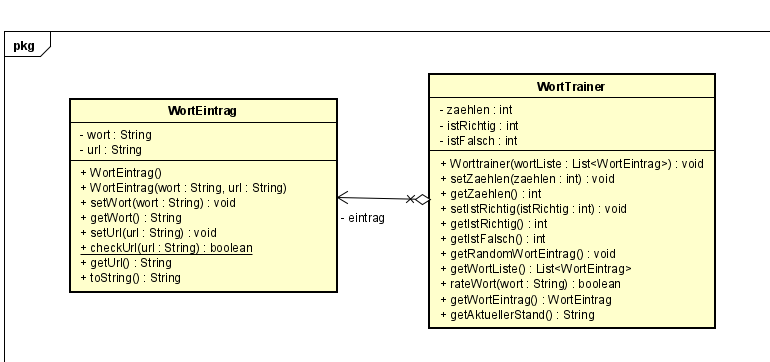 pkg
WortEintrag
- wort : String
- url : String
+ WortEintrag()
+ WortEintrag(wort : String, url : String)
+ setWort(wort : String) : void
+ getWort() : String
+ setUrl(url : String) : void
+ checkUrl(url : String) : boolean
+ getUrl() : String
+ toString() : String
- eintrag
WortTrainer
- zaehlen : int
- istRichtig : int
- istFalsch : int
+ Worttrainer(wortListe : List<WortEintrag>) : void
+ setZaehlen(zaehlen : int) : void
+ getZaehlen() : int
+ setIstRichtig(istRichtig : int) : void
+ getIstRichtig() : int
+ getIstFalsch() : int
+ getRandomWortEintrag() : void
+ getWortListe() : List<WortEintrag>
+ rateWort(wort : String) : boolean
+ getWortEintrag() : WortEintrag
+ getAktuellerStand() : String